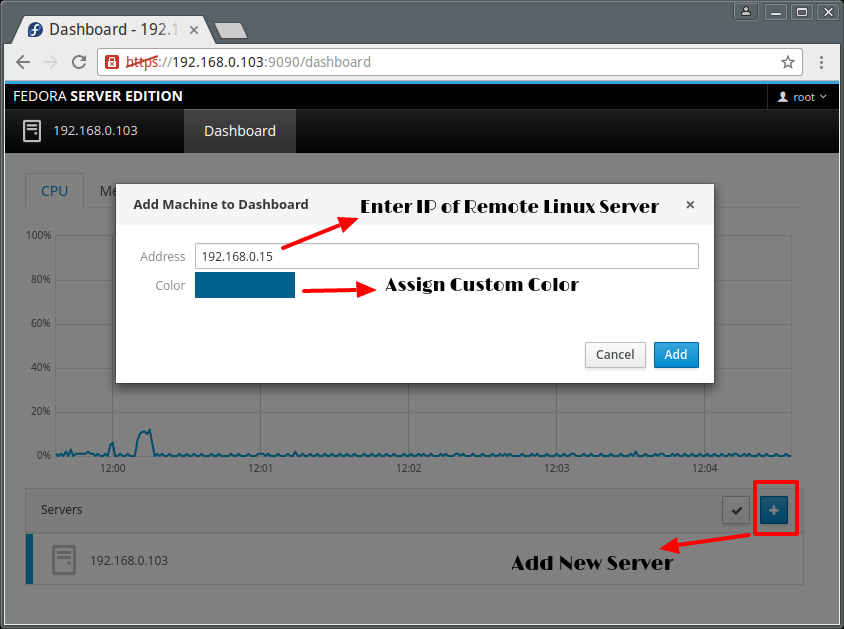 Dashboard - 192.1
https://192.168.0.103:9090/dashboard
FEDORA SERVER EDITION
root
192.168.0.103
Dashboard
CPU
Me
Add Machine to Dashboard
Enter IP of Remote Linux Server
Address
192.168.0.15
Color
Assign Custom Color
Cancel
Add
100%
80%
60%
40%
20%
0%
12:00 12:01 12:02 12:03 12:04
Servers
192.168.0.103
Add New Server